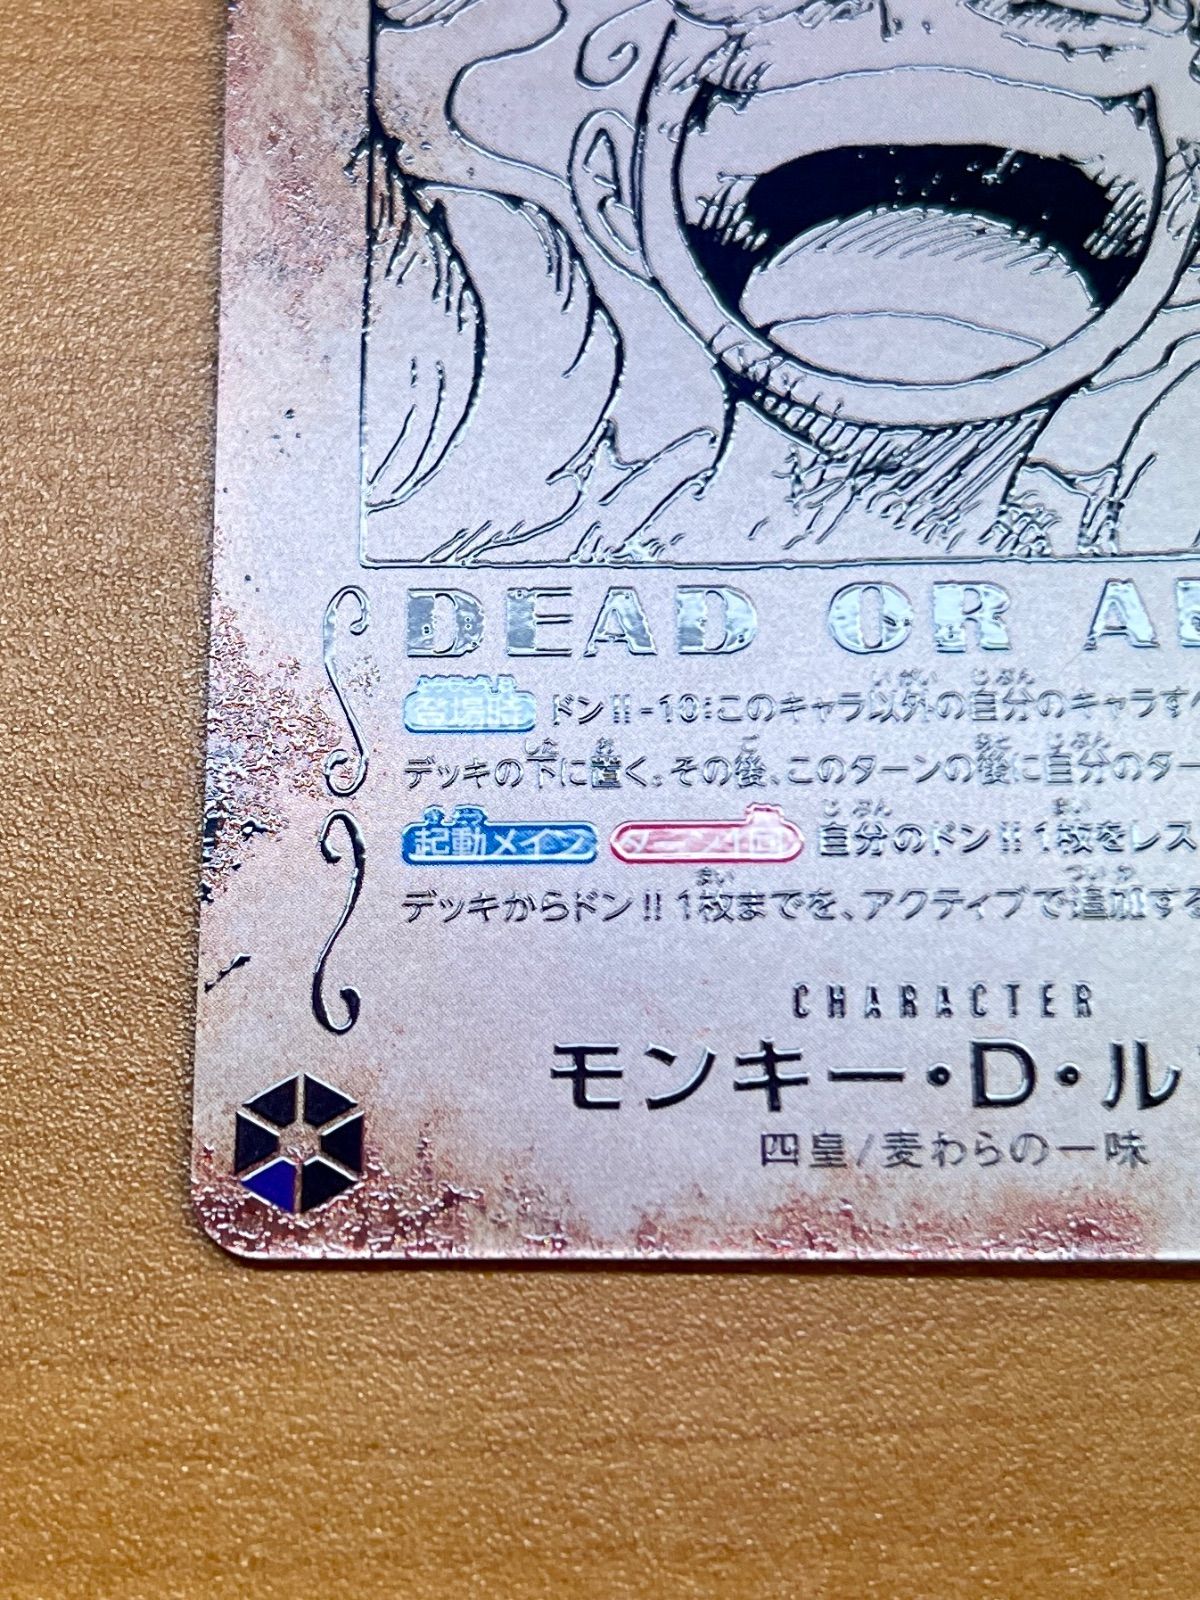 DEAD OR A
登場時 ドン!!-10:このキャラ以外の自分のキャラす
デッキの下に置く。その後、このターンの後に自分のター
起動メイン ターン1回 自分のドン!!1枚をレス
デッキからドン!!1枚までを、アクティブで追加する
CHARACTER
モンキー・D・ル
四皇/麦わらの一味